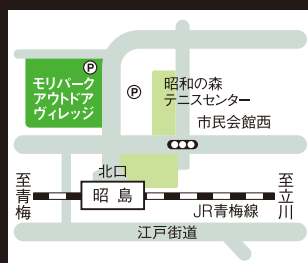 P
モリパーク
アウトドア
ヴィレッジ
P
昭和の森
テニスセンター
市民会館西
北口
至青梅
昭島
至立川
JR青梅線
江戸街道